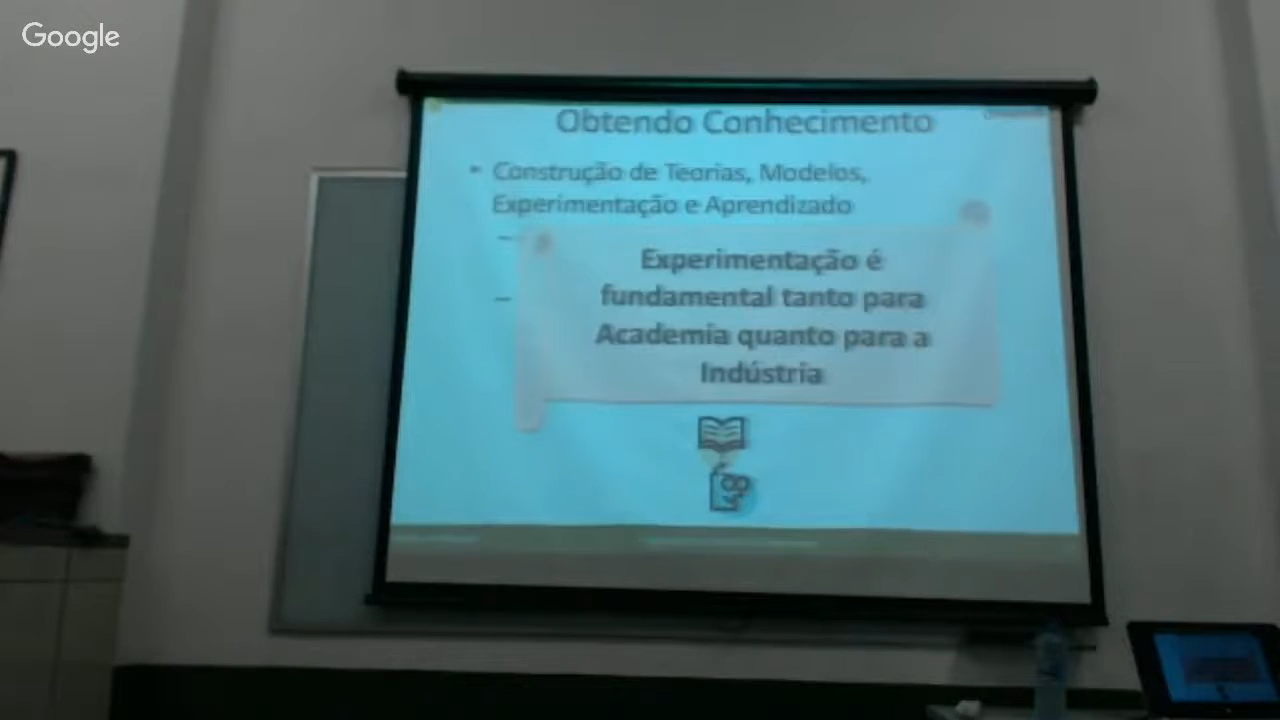 Google
Obtendo Conhecimento
• Construção de Teorias, Modelos,
Experimentação e Aprendizado
–
–
Experimentação é
fundamental tanto para
Academia quanto para a
Indústria